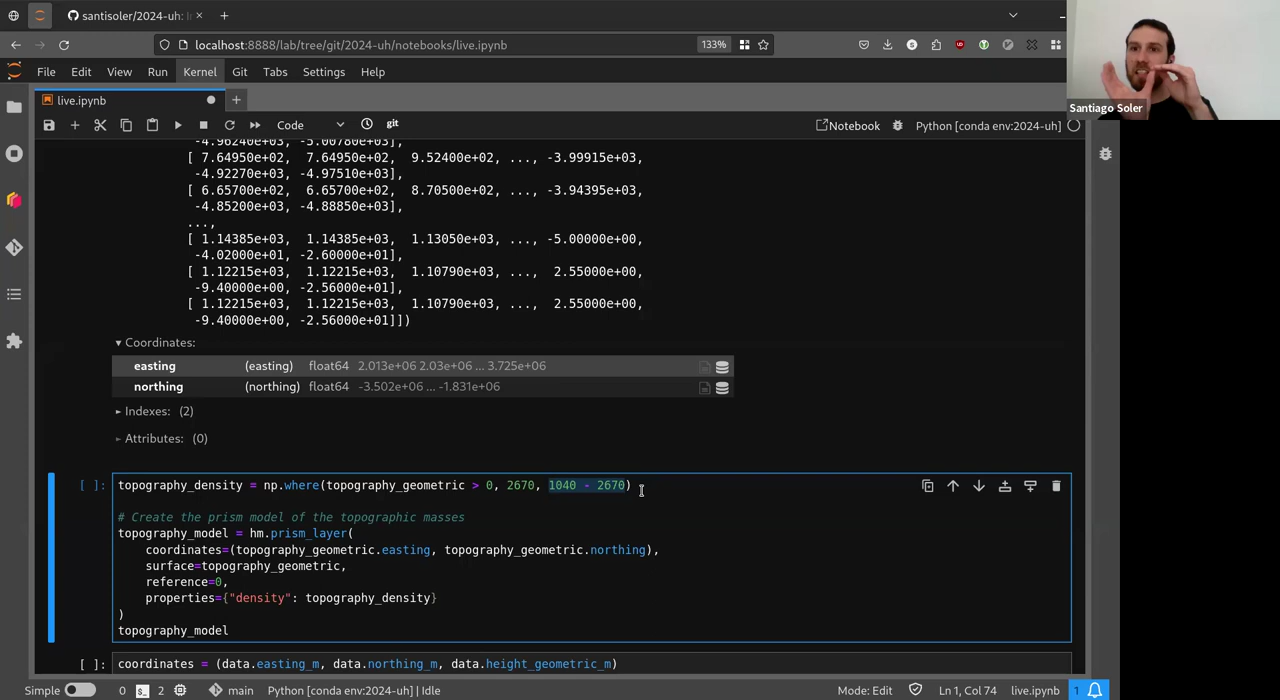 santisoler/2024-uh: I
localhost:8888/lab/tree/git/2024-uh/notebooks/live.ipynb
133%
File Edit View Run Kernel Git Tabs Settings Help
Santiago Soler
live.ipynb
Code
git
Notebook
Python [conda env:2024-uh]
-4.96240e+03, -5.00780e+03],
[ 7.64950e+02, 7.64950e+02, 9.52400e+02, ..., -3.99915e+03,
-4.92270e+03, -4.97510e+03],
[ 6.65700e+02, 6.65700e+02, 8.70500e+02, ..., -3.94395e+03,
-4.85200e+03, -4.88850e+03],
...,
[ 1.14385e+03, 1.14385e+03, 1.13050e+03, ..., -5.00000e+00,
-4.02000e+01, -2.60000e+01],
[ 1.12215e+03, 1.12215e+03, 1.10790e+03, ..., 2.55000e+00,
-9.40000e+00, -2.56000e+01],
[ 1.12215e+03, 1.12215e+03, 1.10790e+03, ..., 2.55000e+00,
-9.40000e+00, -2.56000e+01]])
Coordinates:
easting (easting) float64 2.013e+06 2.03e+06 ... 3.725e+06
northing (northing) float64 -3.502e+06 ... -1.831e+06
Indexes: (2)
Attributes: (0)
[ ]: topography_density = np.where(topography_geometric > 0, 2670, 1040 - 2670)
# Create the prism model of the topographic masses
topography_model = hm.prism_layer(
coordinates=(topography_geometric.easting, topography_geometric.northing),
surface=topography_geometric,
reference=0,
properties={"density": topography_density}
)
topography_model
[ ]: coordinates = (data.easting_m, data.northing_m, data.height_geometric_m)
Simple 0 2 main Python [conda env:2024-uh] | Idle Mode: Edit Ln 1, Col 74 live.ipynb 1